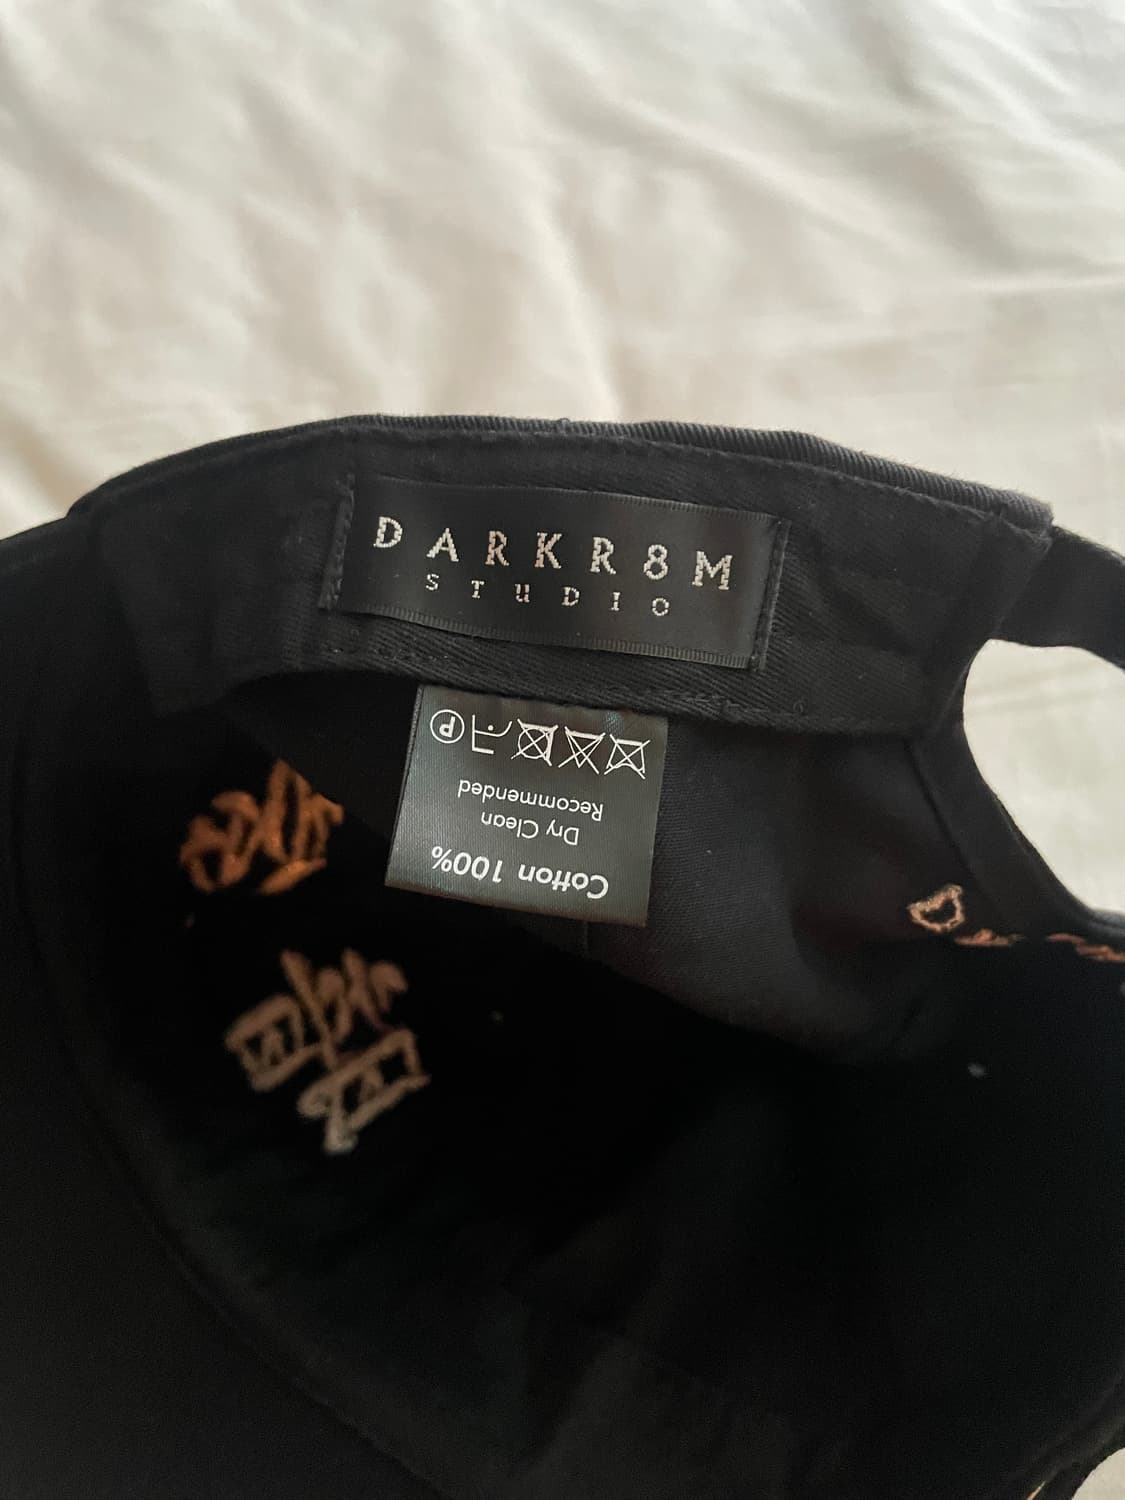 DARKR8M
STUDIO
Cotton 100%
Dry Clean
Recommended
P